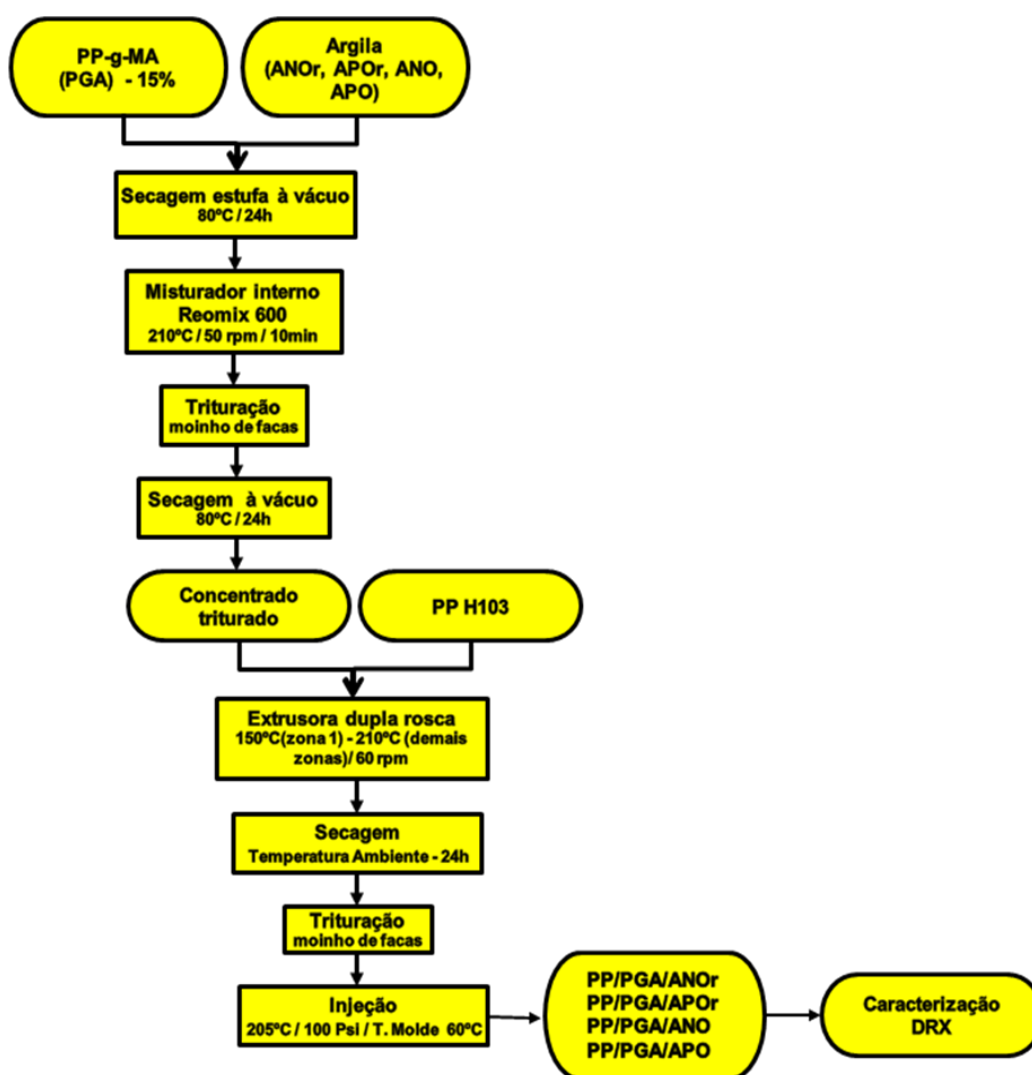 PP-g-MA
(PGA) - 15%
Argila
(ANOr, APOr, ANO,
APO)
Secagem estufa à vácuo
80ºC / 24h
Misturador interno
Reomix 600
210ºC / 50 rpm / 10min
Trituração
moinho de facas
Secagem à vácuo
80ºC / 24h
Concentrado
triturado
PP H103
Extrusora dupla rosca
150ºC(zona 1) - 210ºC (demais
zonas)/ 60 rpm
Secagem
Temperatura Ambiente - 24h
Trituração
moinho de facas
Injeção
205ºC / 100 Psi / T. Molde 60ºC
PP/PGA/ANOr
PP/PGA/APOr
PP/PGA/ANO
PP/PGA/APO
Caracterização
DRX